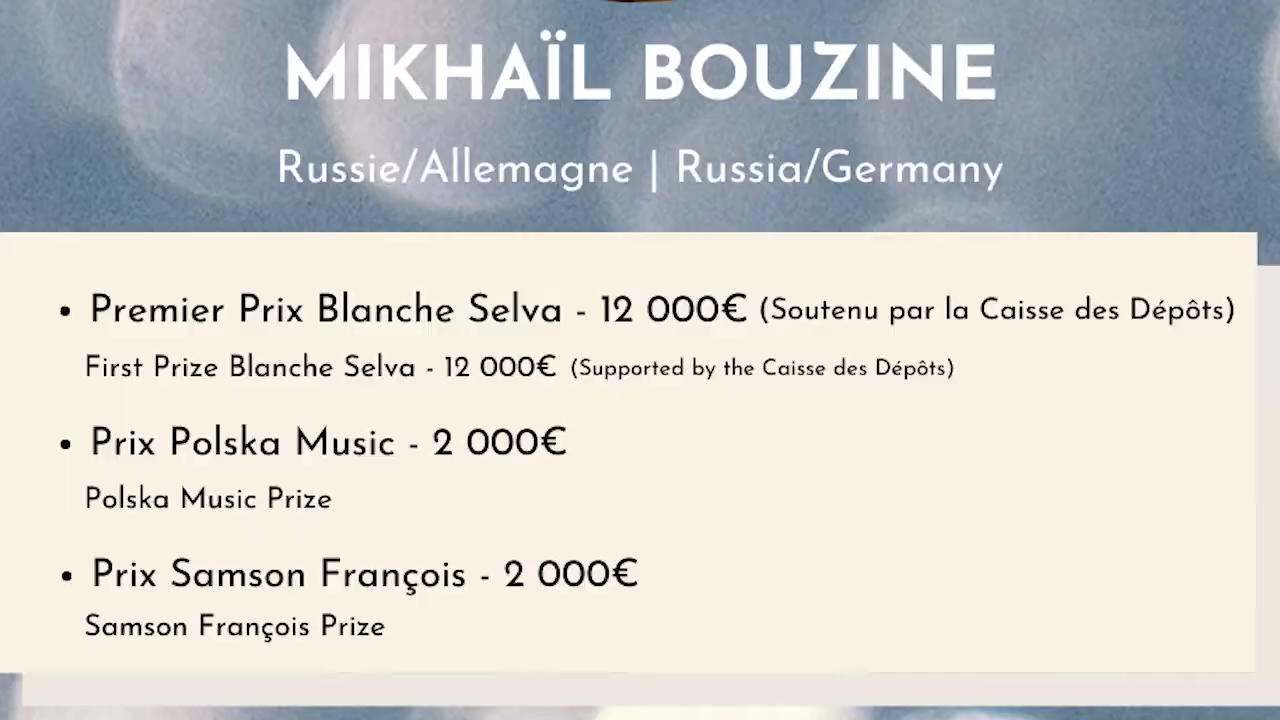 MIKHAÏL BOUZINE
Russie/Allemagne | Russia/Germany
• Premier Prix Blanche Selva - 12 000€ (Soutenu par la Caisse des Dépôts)
First Prize Blanche Selva - 12 000€ (Supported by the Caisse des Dépôts)
• Prix Polska Music - 2 000€
Polska Music Prize
• Prix Samson François - 2 000€
Samson François Prize